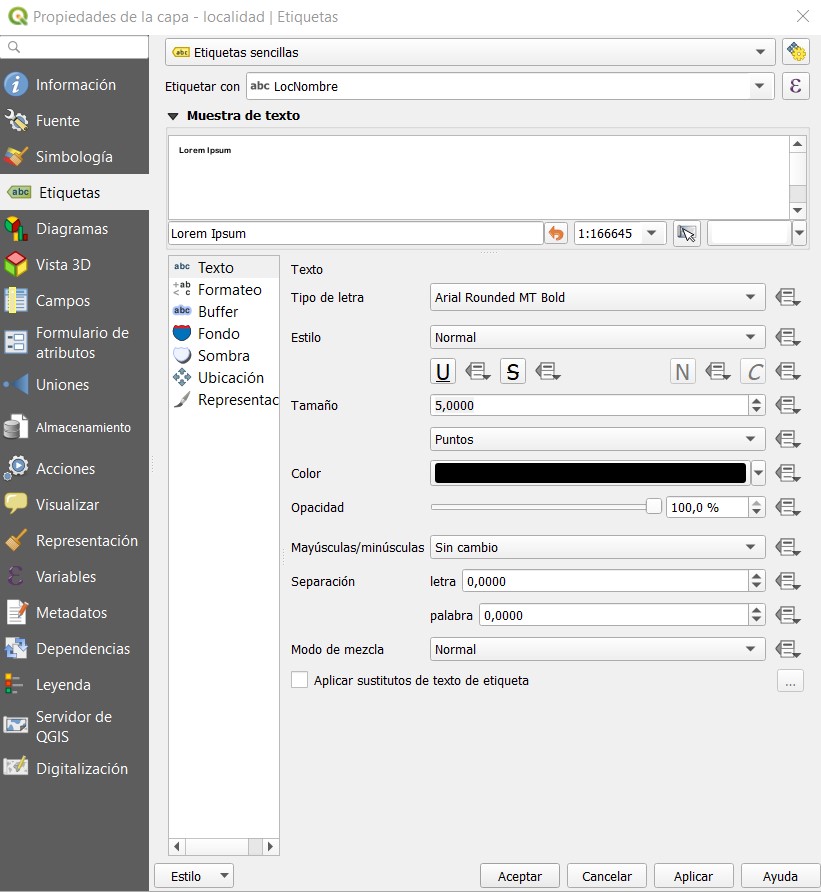 Propiedades de la capa - localidad | Etiquetas
abc Etiquetas sencillas
Etiquetar con abc LocNombre ε
Información
Fuente
Simbología
abc Etiquetas
Diagramas
Vista 3D
Campos
Formulario de
atributos
Uniones
Almacenamiento
Acciones
Visualizar
Representación
Variables
Metadatos
Dependencias
Leyenda
Servidor de
QGIS
Digitalización
Muestra de texto
Lorem Ipsum
Lorem Ipsum 1:166645
abc Texto
+ab
< c Formateo
abc Buffer
Fondo
Sombra
Ubicación
Representac
Texto
Tipo de letra Arial Rounded MT Bold
Estilo Normal
U S N C
Tamaño 5,0000
Puntos
Color
Opacidad 100,0 %
Mayúsculas/minúsculas Sin cambio
Separación letra 0,0000
palabra 0,0000
Modo de mezcla Normal
Aplicar sustitutos de texto de etiqueta ...
Estilo Aceptar Cancelar Aplicar Ayuda